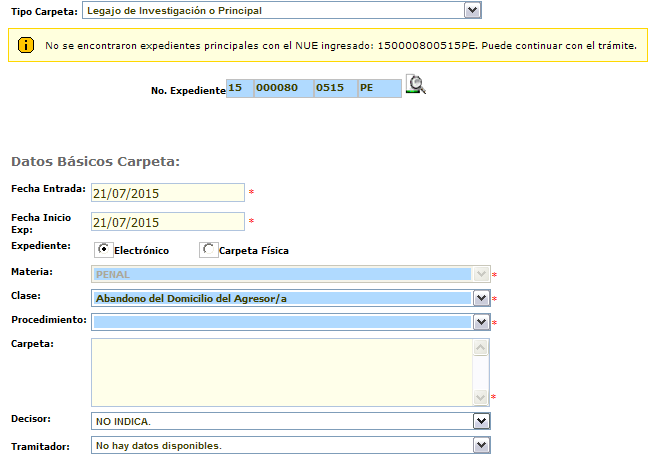 Tipo Carpeta: Legajo de Investigación o Principal
No se encontraron expedientes principales con el NUE ingresado: 150000800515PE. Puede continuar con el trámite.
No. Expediente 15 000080 0515 PE
Datos Básicos Carpeta:
Fecha Entrada: 21/07/2015 *
Fecha Inicio
Exp: 21/07/2015 *
Expediente: Electrónico Carpeta Física
Materia: PENAL *
Clase: Abandono del Domicilio del Agresor/a *
Procedimiento: *
Carpeta: *
Decisor: NO INDICA.
Tramitador: No hay datos disponibles.